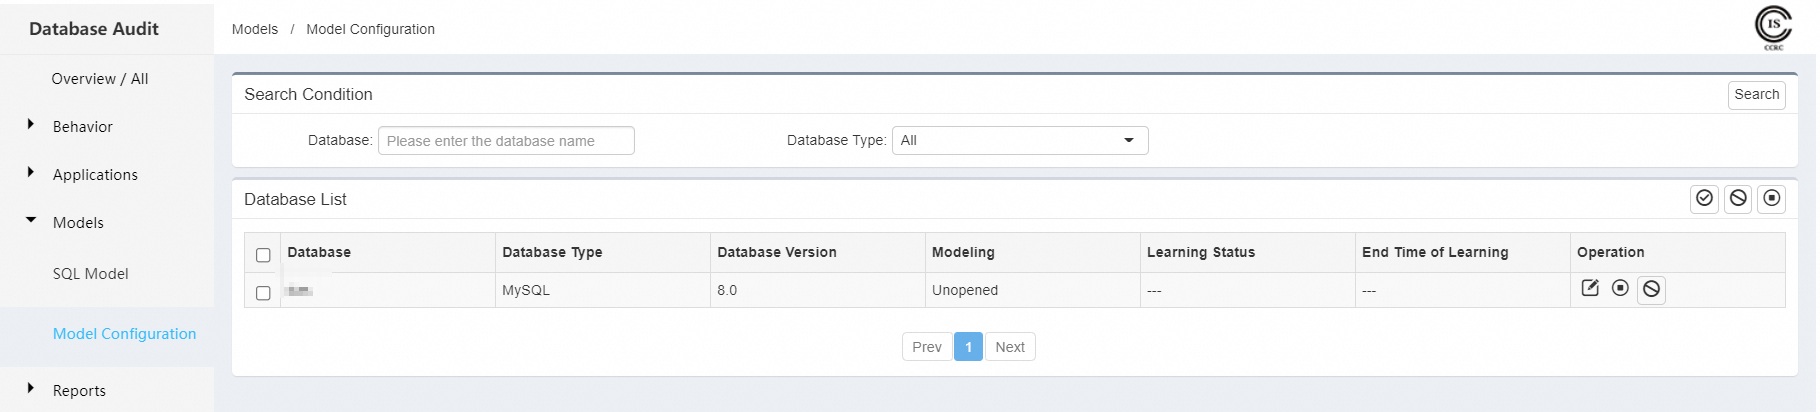 Database Audit
Models / Model Configuration
IS
CCRC
Overview / All
Behavior
Applications
Models
SQL Model
Model Configuration
Reports
Search Condition
Search
Database: Please enter the database name
Database Type: All
Database List
Database Database Type Database Version Modeling Learning Status End Time of Learning Operation
MySQL 8.0 Unopened --- ---
Prev 1 Next